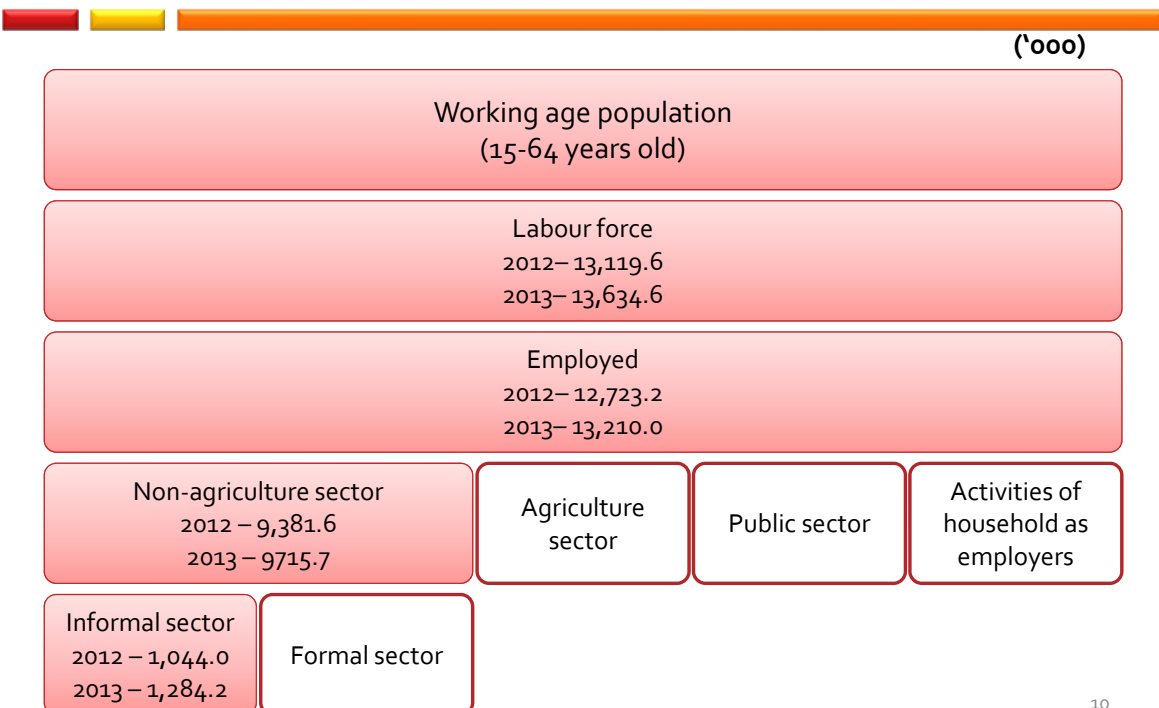 (‘000)
Working age population
(15-64 years old)
Labour force
2012– 13,119.6
2013– 13,634.6
Employed
2012– 12,723.2
2013– 13,210.0
Non-agriculture sector
2012 – 9,381.6
2013 – 9715.7
Agriculture
sector
Public sector
Activities of
household as
employers
Informal sector
2012 – 1,044.0
2013 – 1,284.2
Formal sector
10